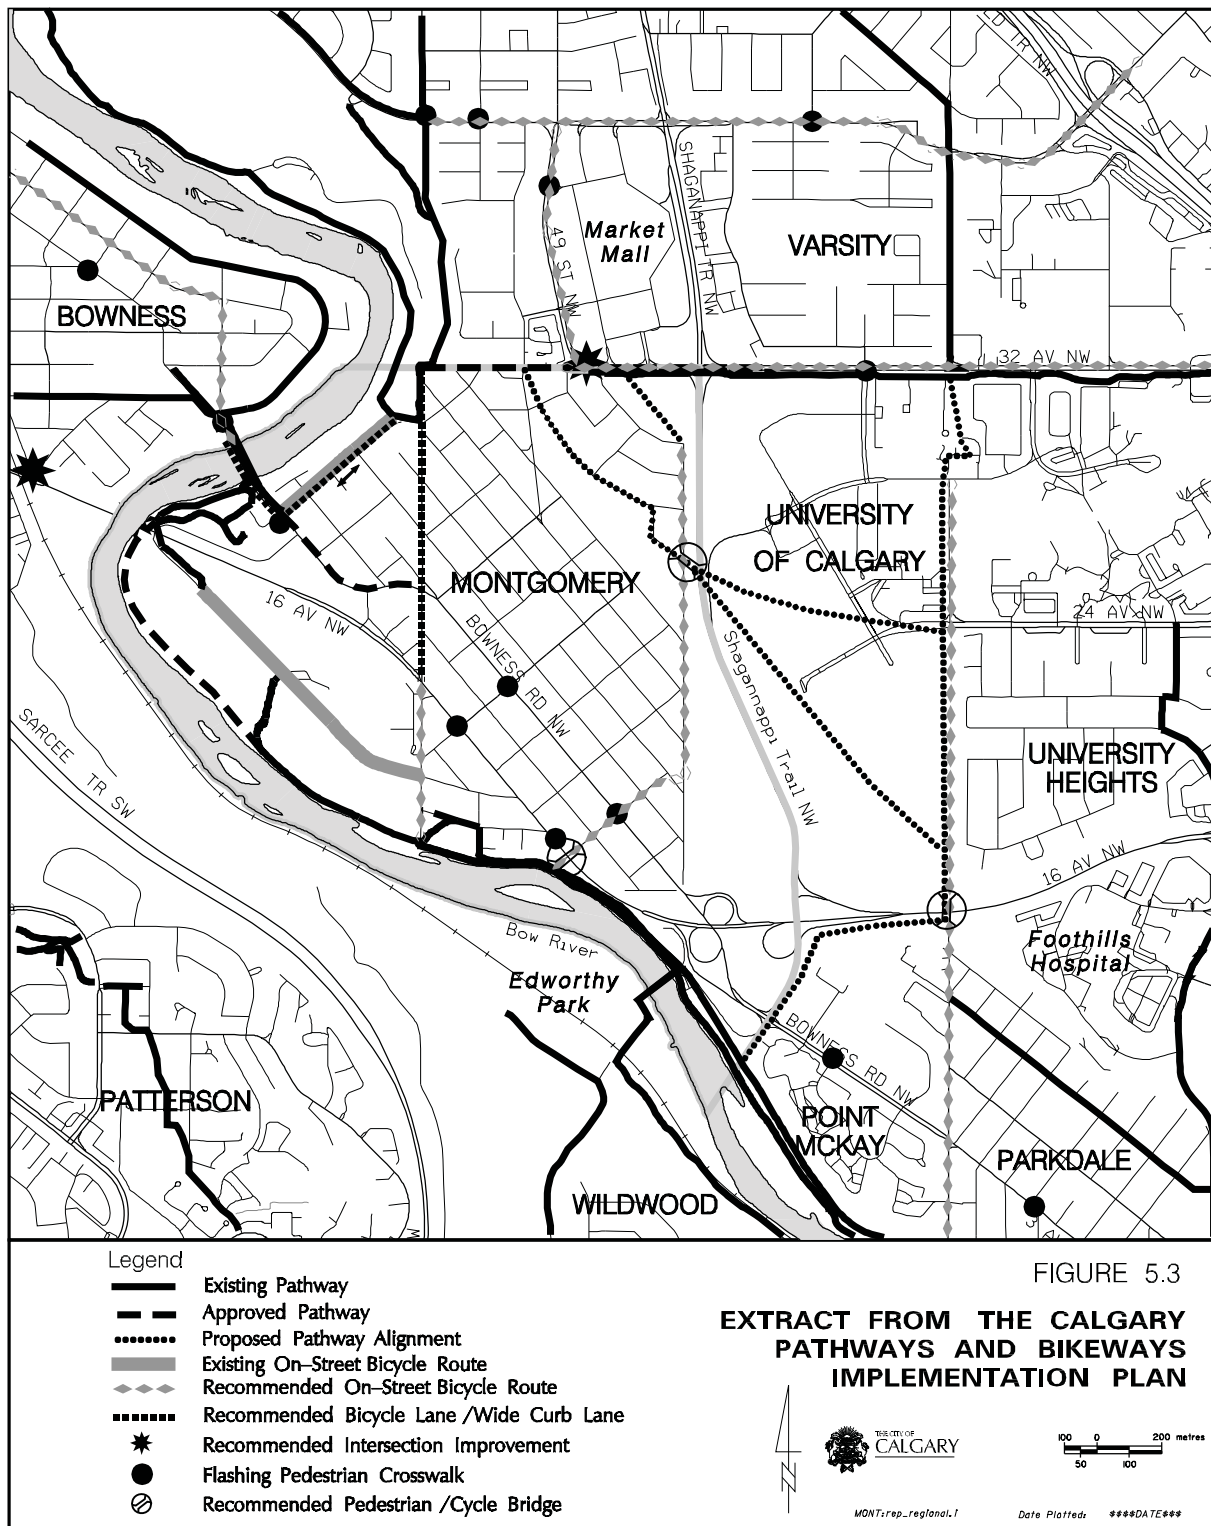 ED TR NW
SHAGANAPPI TR NW
Market
Mall
VARSITY
49 ST NW
BOWNESS
32 AV NW
UNIVERSITY
OF CALGARY
MONTGOMERY
16 AV NW
24 AV NW
BOWNESS RD NW
Shagannappi Trail NW
SARCEE TR SW
UNIVERSITY
HEIGHTS
16 AV NW
Bow River
Foothills
Hospital
Edworthy
Park
BOWNESS RD NW
PATTERSON
POINT
MCKAY
PARKDALE
WILDWOOD
Legend
Existing Pathway
Approved Pathway
Proposed Pathway Alignment
Existing On-Street Bicycle Route
Recommended On-Street Bicycle Route
Recommended Bicycle Lane /Wide Curb Lane
Recommended Intersection Improvement
Flashing Pedestrian Crosswalk
Recommended Pedestrian /Cycle Bridge
FIGURE 5.3
EXTRACT FROM THE CALGARY
PATHWAYS AND BIKEWAYS
IMPLEMENTATION PLAN
N
THE CITY OF
CALGARY
100 0 200 metres
50 100
MONT:rep_regional.i
Date Plotted: ****DATE***